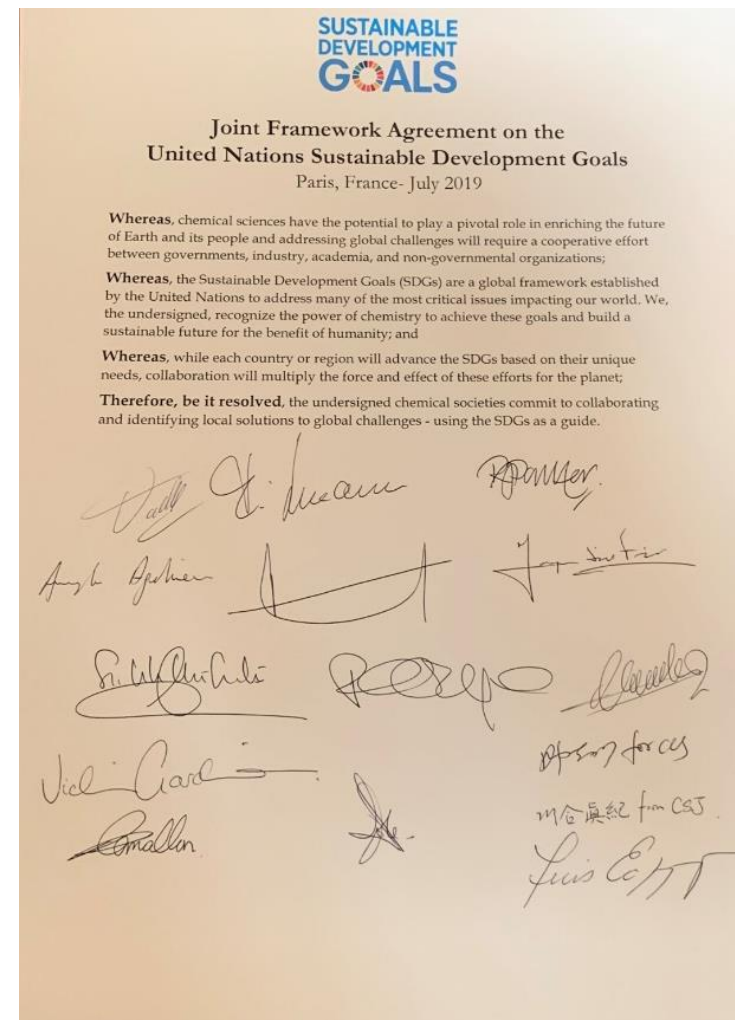 SUSTAINABLE
DEVELOPMENT
GOALS
Joint Framework Agreement on the
United Nations Sustainable Development Goals
Paris, France- July 2019
Whereas, chemical sciences have the potential to play a pivotal role in enriching the future
of Earth and its people and addressing global challenges will require a cooperative effort
between governments, industry, academia, and non-governmental organizations;
Whereas, the Sustainable Development Goals (SDGs) are a global framework established
by the United Nations to address many of the most critical issues impacting our world. We,
the undersigned, recognize the power of chemistry to achieve these goals and build a
sustainable future for the benefit of humanity; and
Whereas, while each country or region will advance the SDGs based on their unique
needs, collaboration will multiply the force and effect of these efforts for the planet;
Therefore, be it resolved, the undersigned chemical societies commit to collaborating
and identifying local solutions to global challenges - using the SDGs as a guide.
for CCS
川合眞紀 from CSJ.
Luis